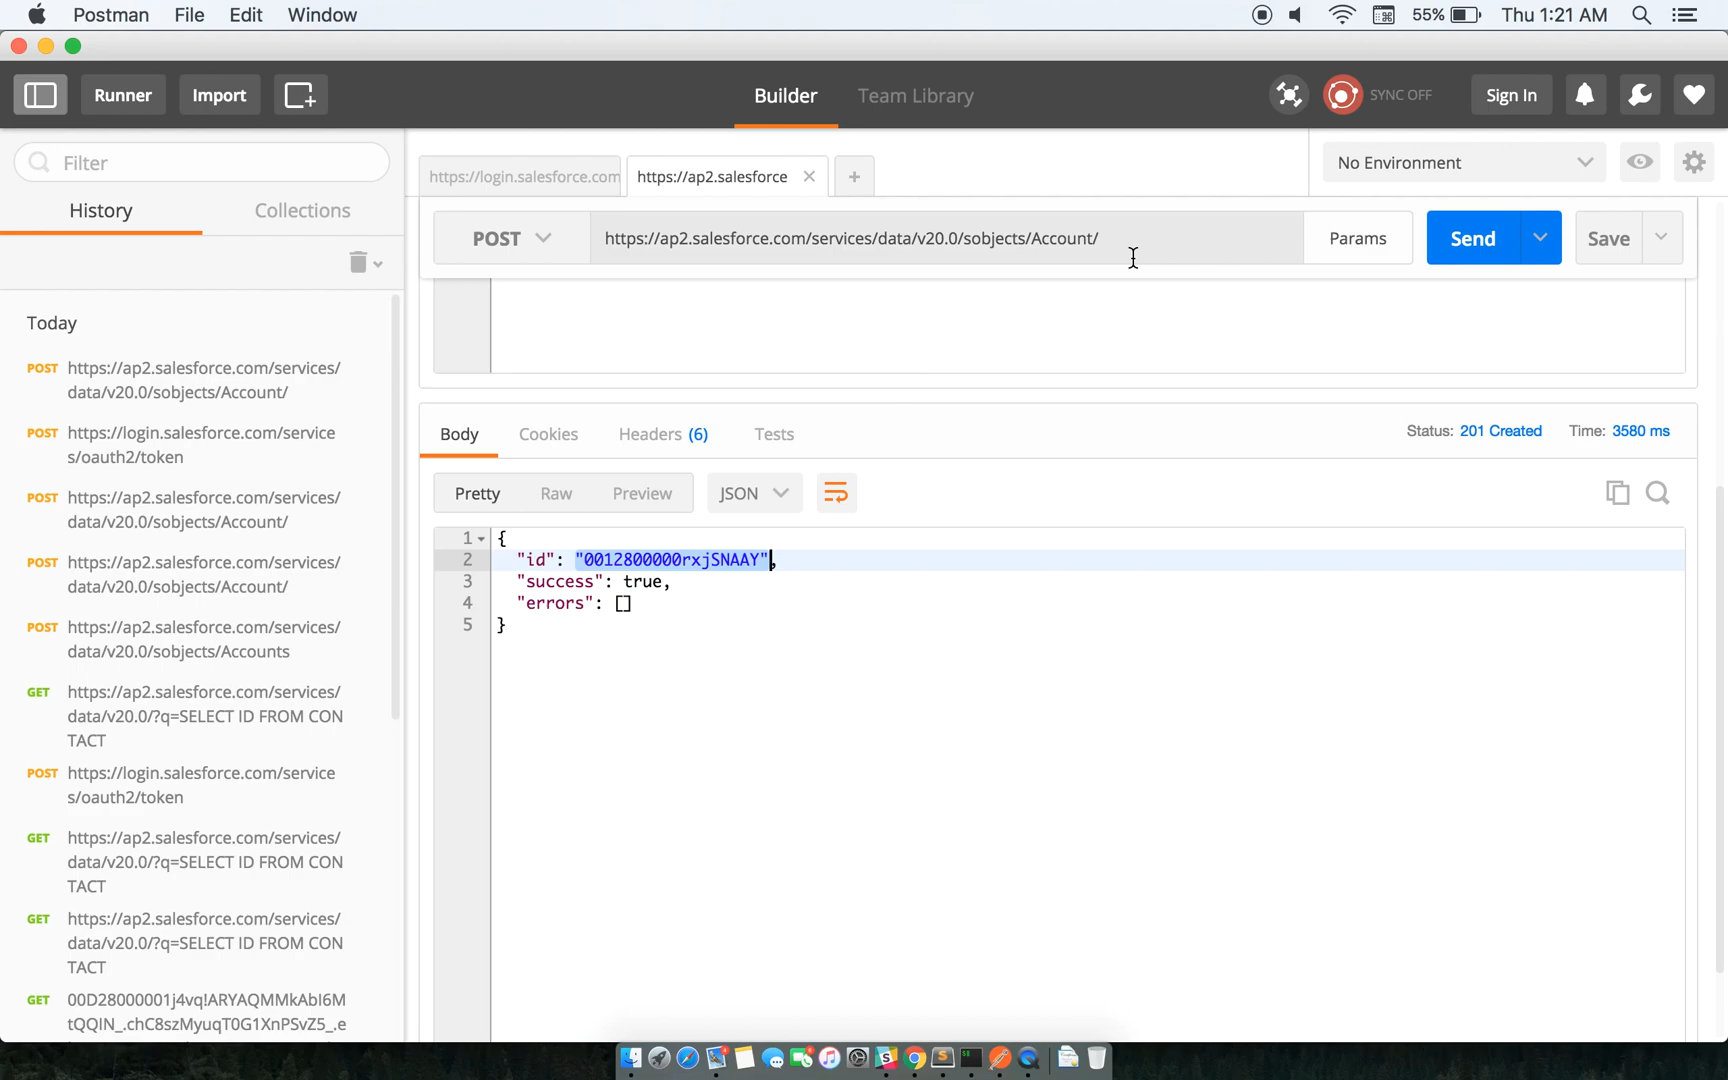 Postman File Edit Window 55% Thu 1:21 AM
Runner Import Builder Team Library SYNC OFF Sign In
Filter
History Collections
Today
POST https://ap2.salesforce.com/services/
data/v20.0/sobjects/Account/
POST https://login.salesforce.com/service
s/oauth2/token
POST https://ap2.salesforce.com/services/
data/v20.0/sobjects/Account/
POST https://ap2.salesforce.com/services/
data/v20.0/sobjects/Account/
POST https://ap2.salesforce.com/services/
data/v20.0/sobjects/Accounts
GET https://ap2.salesforce.com/services/
data/v20.0/?q=SELECT ID FROM CON
TACT
POST https://login.salesforce.com/service
s/oauth2/token
GET https://ap2.salesforce.com/services/
data/v20.0/?q=SELECT ID FROM CON
TACT
GET https://ap2.salesforce.com/services/
data/v20.0/?q=SELECT ID FROM CON
TACT
GET 00D28000001j4vq!ARYAQMMkAbI6M
tQQIN_.chC8szMyuqT0G1XnPSvZ5_.e
https://login.salesforce.com https://ap2.salesforce +
No Environment
POST https://ap2.salesforce.com/services/data/v20.0/sobjects/Account/ Params Send Save
Body Cookies Headers (6) Tests Status: 201 Created Time: 3580 ms
Pretty Raw Preview JSON
1 {
2 "id": "0012800000rxjSNAAY",
3 "success": true,
4 "errors": []
5 }